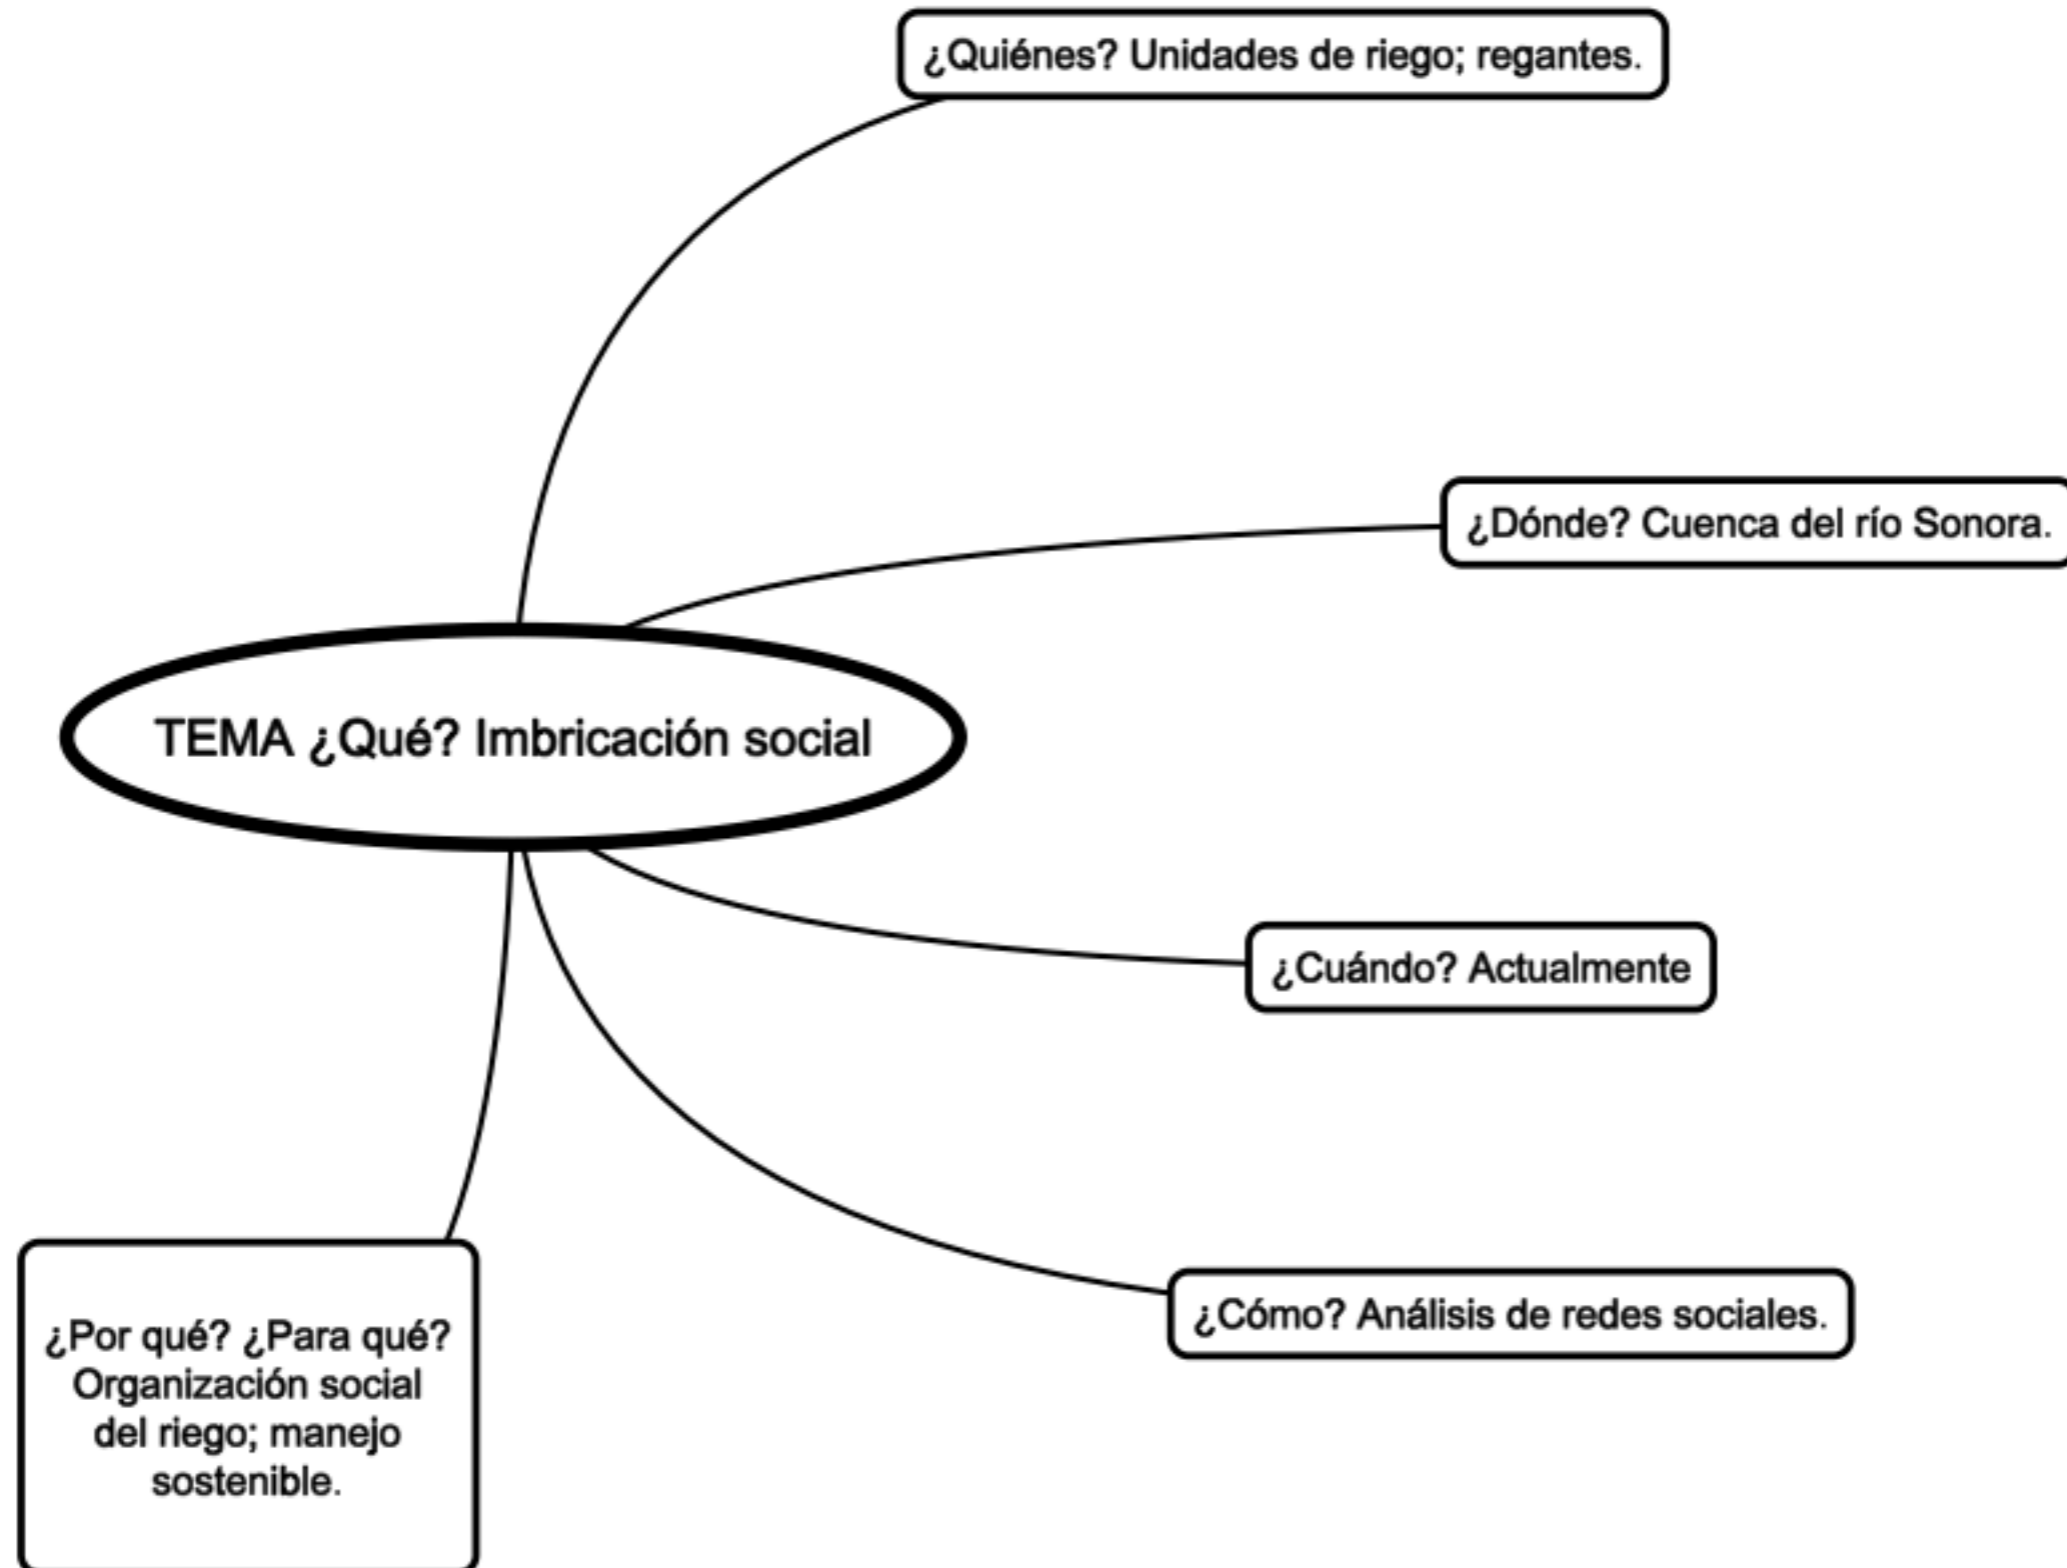 ¿Quiénes? Unidades de riego; regantes.
¿Dónde? Cuenca del río Sonora.
TEMA ¿Qué? Imbricación social
¿Cuándo? Actualmente
¿Cómo? Análisis de redes sociales.
¿Por qué? ¿Para qué?
Organización social
del riego; manejo
sostenible.